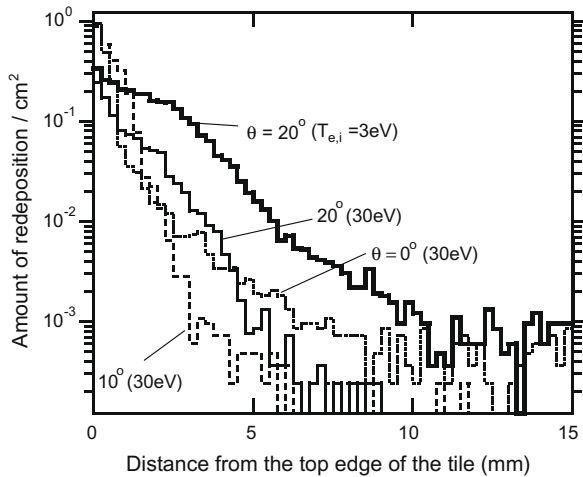 10⁰
10⁻¹
10⁻²
10⁻³
Amount of redeposition / cm²
θ = 20° (Tₑ,ᵢ =3eV)
20° (30eV)
θ = 0° (30eV)
10° (30eV)
0
5
10
15
Distance from the top edge of the tile (mm)